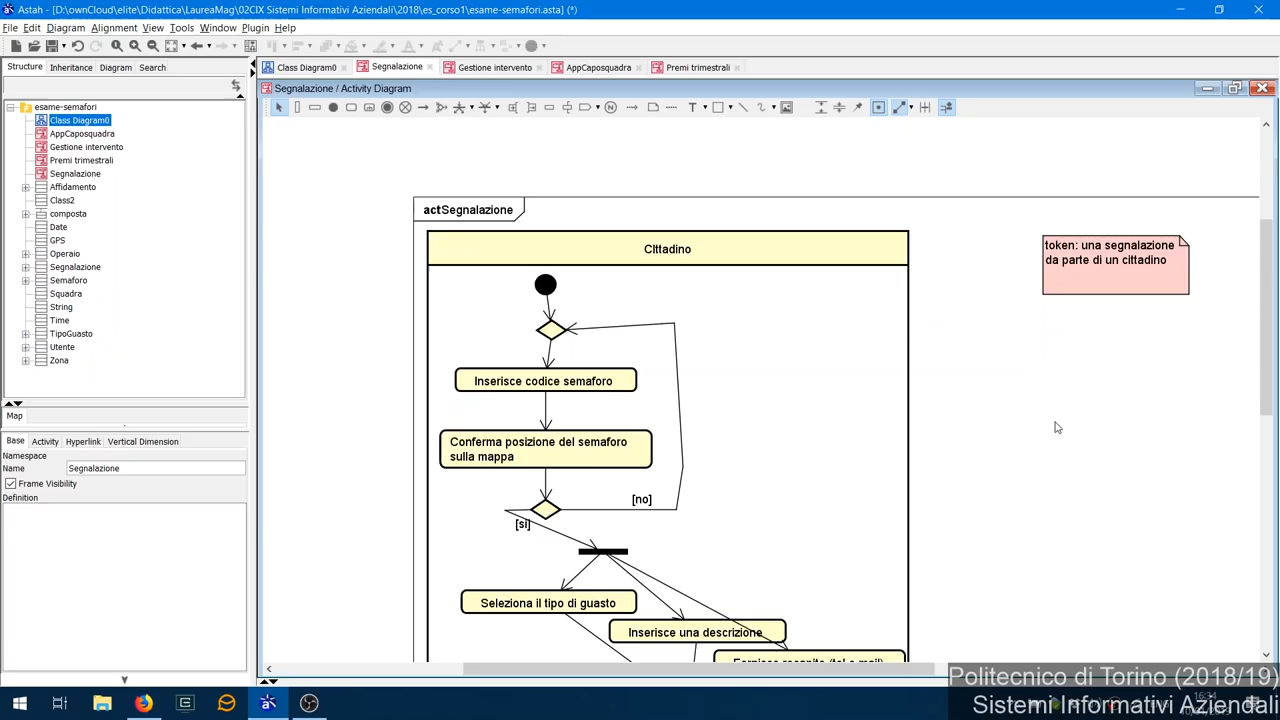 Astah - [D:\ownCloud\elite\Didattica\LaureaMag\02CIX Sistemi Informativi Aziendali\2018\es_corso1\esame-semafori.asta] (*)
File Edit Diagram Alignment View Tools Window Plugin Help
Structure Inheritance Diagram Search
Class Diagram0 Segnalazione Gestione intervento AppCaposquadra Premi trimestrali
Segnalazione / Activity Diagram
esame-semafori
Class Diagram0
AppCaposquadra
Gestione intervento
Premi trimestrali
Segnalazione
Affidamento
Class2
composta
Date
GPS
Operaio
Segnalazione
Semaforo
Squadra
String
Time
TipoGuasto
Utente
Zona
Map
Base Activity Hyperlink Vertical Dimension
Namespace
Name Segnalazione
Frame Visibility
Definition
actSegnalazione
CIttadino
token: una segnalazione
da parte di un cittadino
Inserisce codice semaforo
Conferma posizione del semaforo
sulla mappa
[no]
[si]
Seleziona il tipo di guasto
Inserisce una descrizione
Fornisce recapito (tel o mail)
Politecnico di Torino (2018/19)
Sistemi Informativi Aziendali